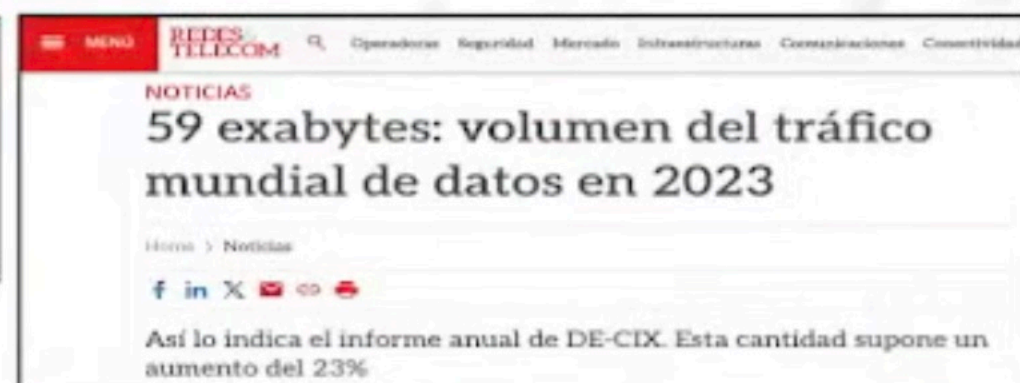 MENÚ
REDES&
TELECOM
Operadoras Seguridad Mercado Infraestructuras Comunicaciones Conectividad
NOTICIAS
59 exabytes: volumen del tráfico
mundial de datos en 2023
Home > Noticias
Así lo indica el informe anual de DE-CIX. Esta cantidad supone un
aumento del 23%